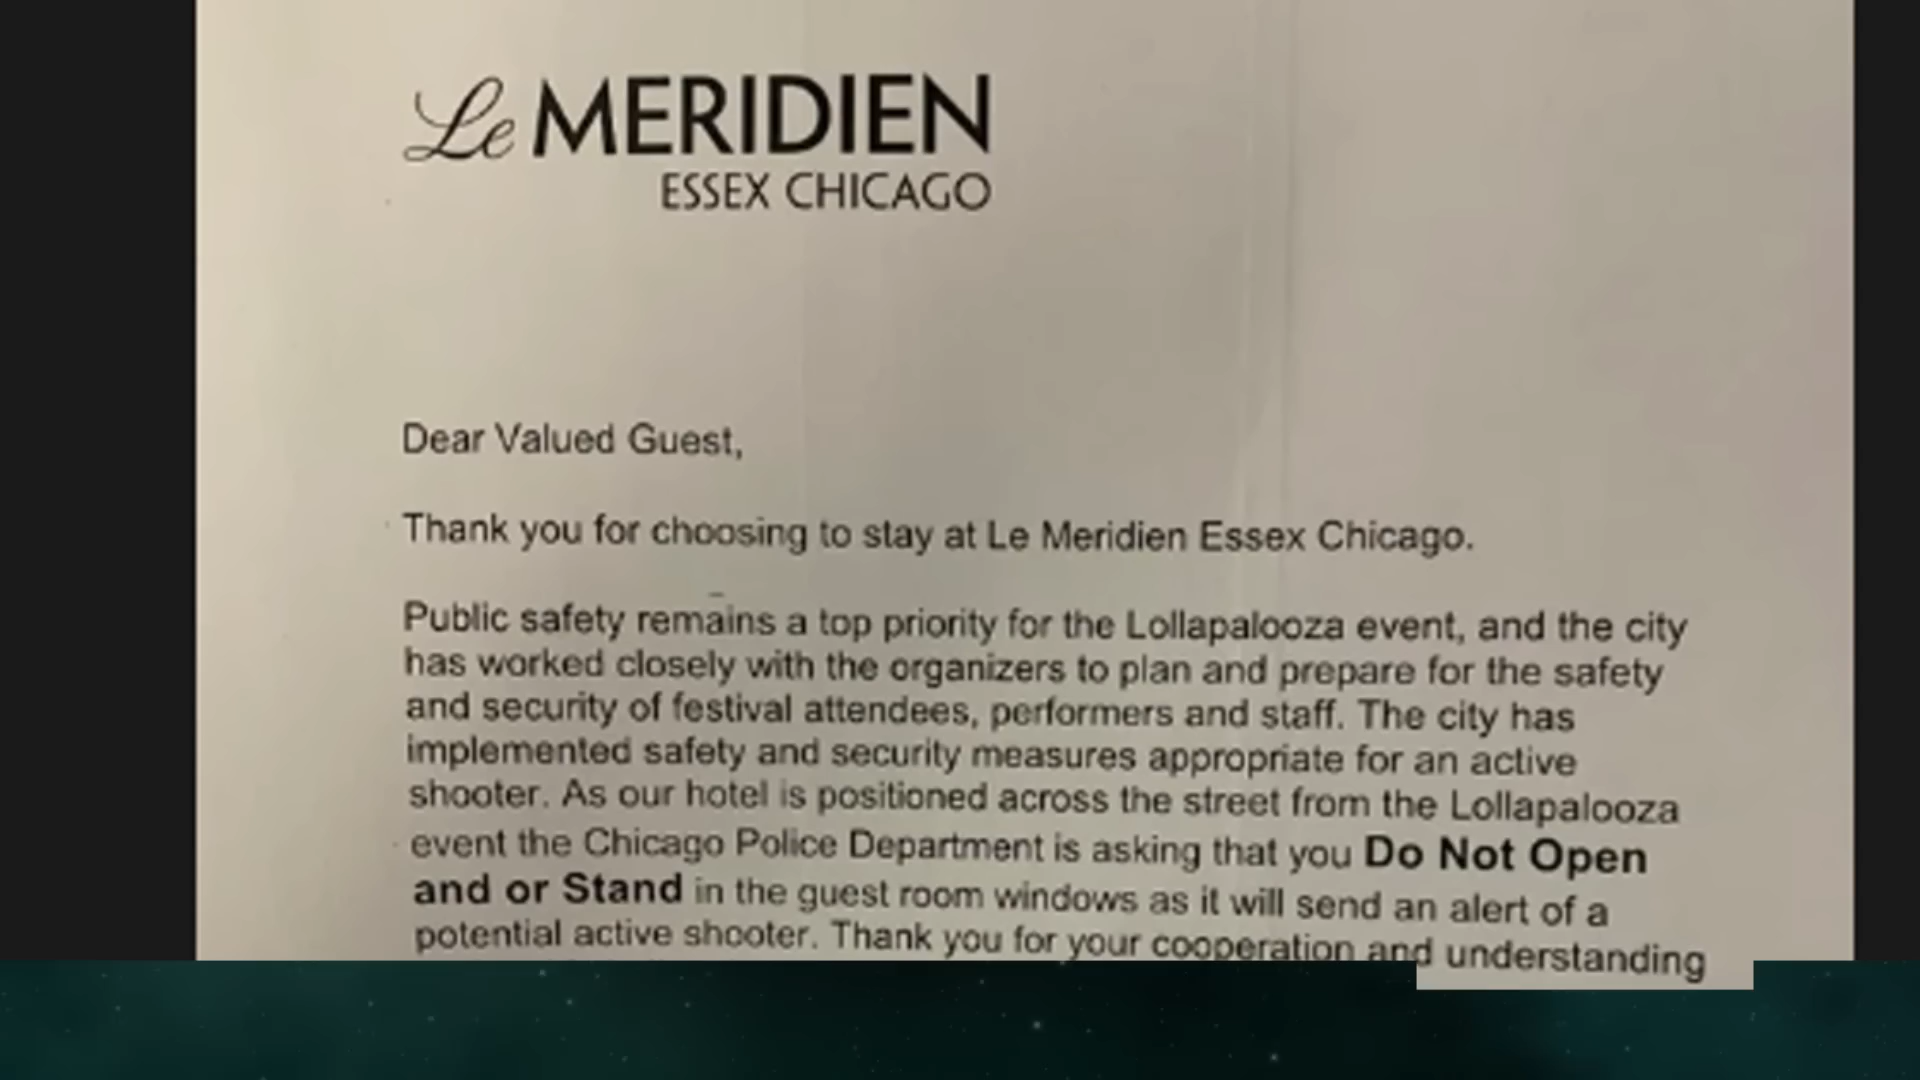 Le MERIDIEN
ESSEX CHICAGO
Dear Valued Guest,
Thank you for choosing to stay at Le Meridien Essex Chicago.
Public safety remains a top priority for the Lollapalooza event, and the city
has worked closely with the organizers to plan and prepare for the safety
and security of festival attendees, performers and staff. The city has
implemented safety and security measures appropriate for an active
shooter. As our hotel is positioned across the street from the Lollapalooza
event the Chicago Police Department is asking that you Do Not Open
and or Stand in the guest room windows as it will send an alert of a
potential active shooter. Thank you for your cooperation and understanding